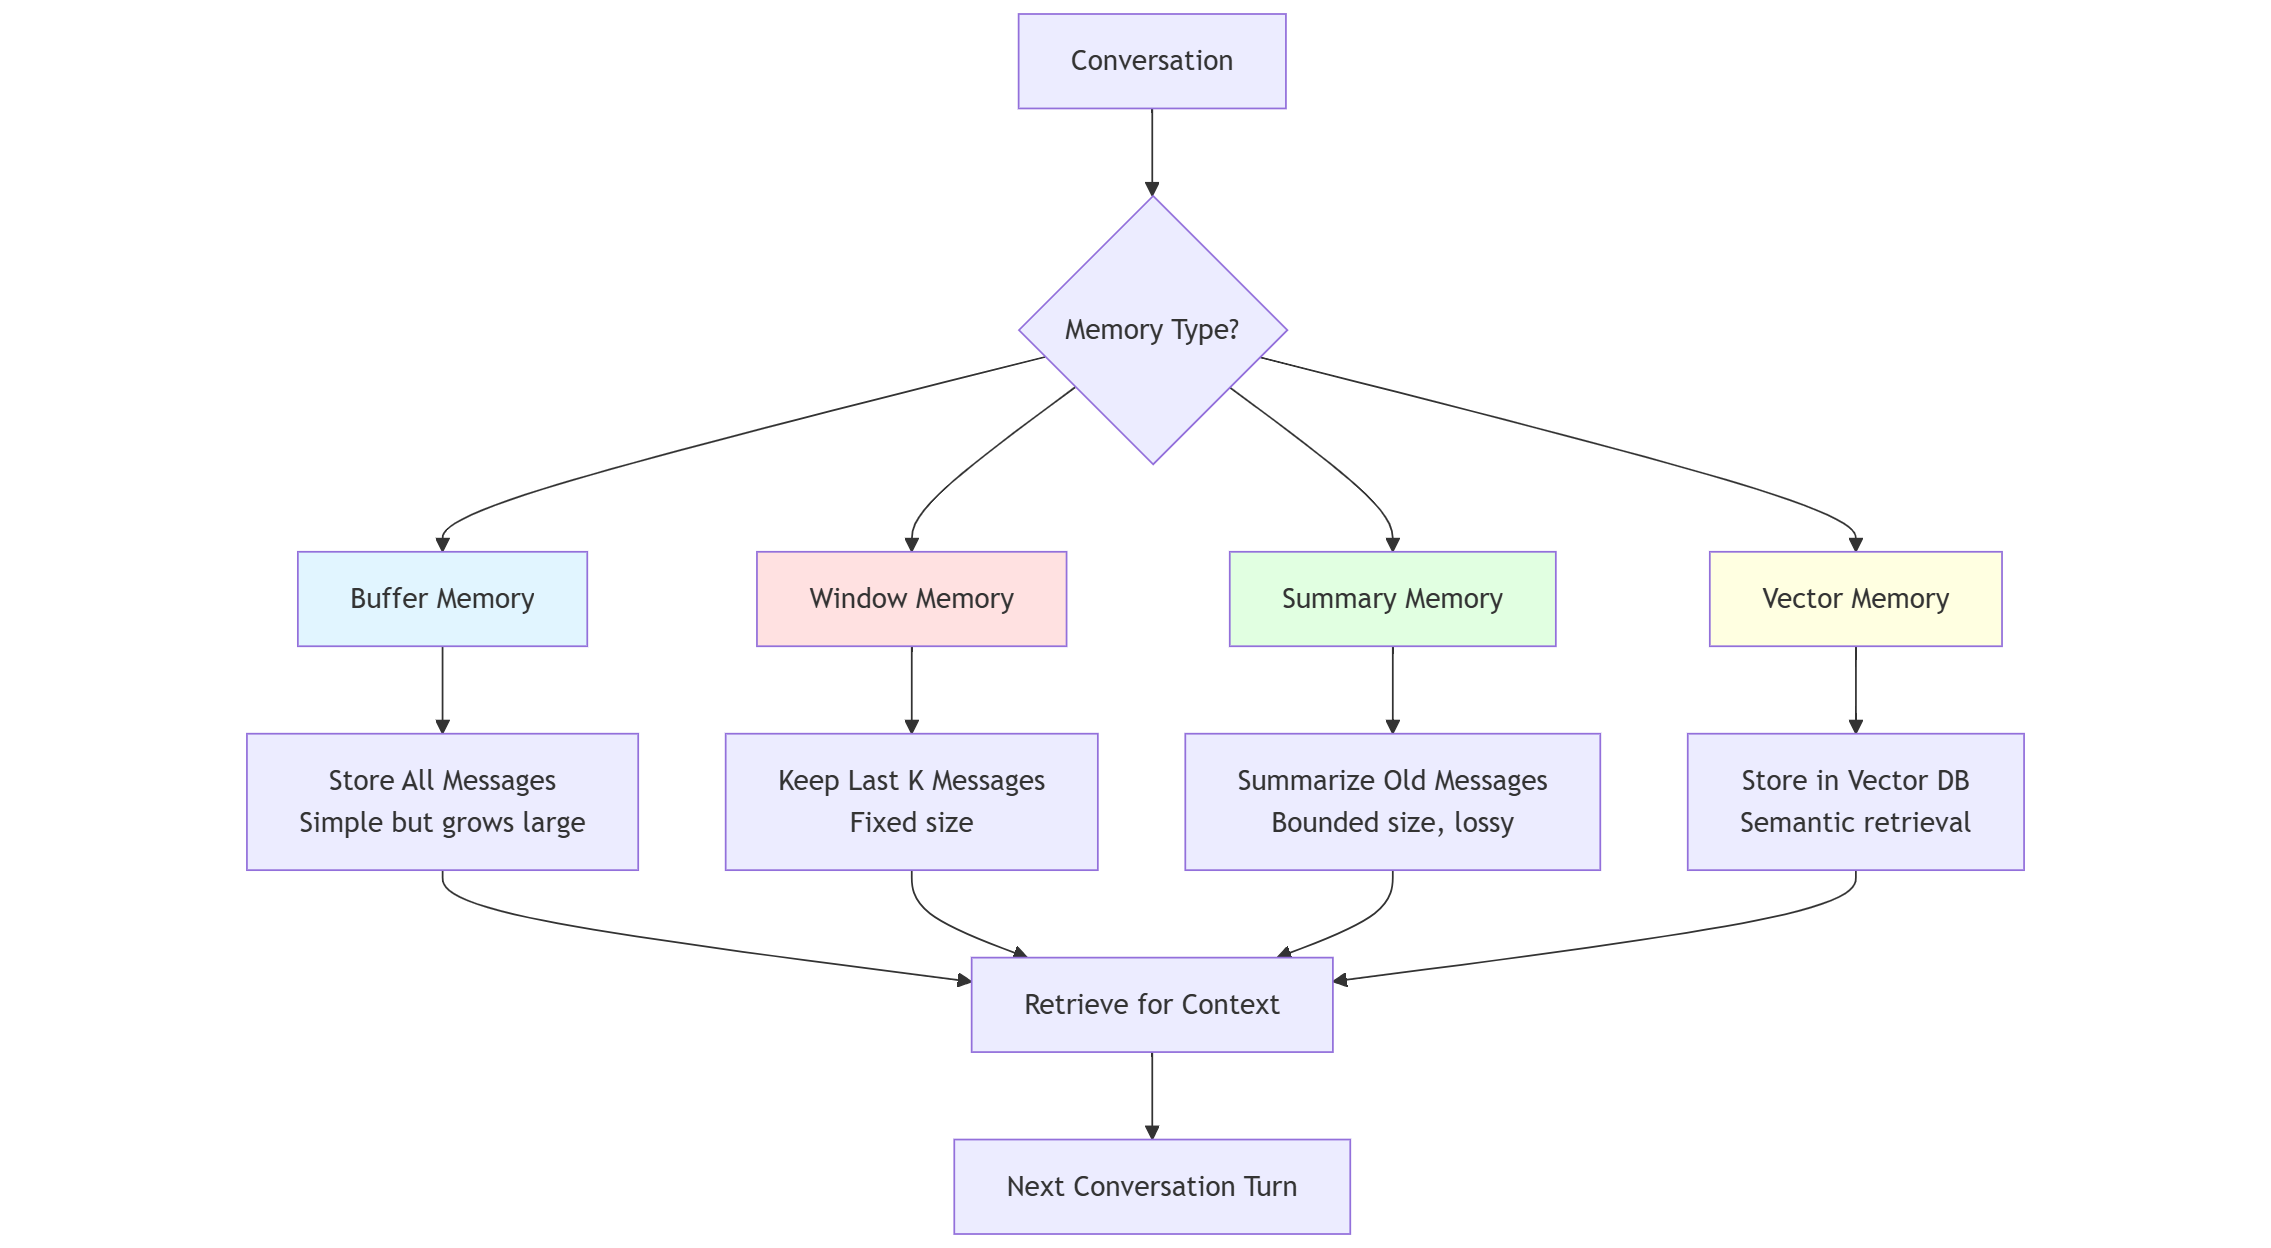 Conversation
Memory Type?
Buffer Memory
Window Memory
Summary Memory
Vector Memory
Store All Messages
Simple but grows large
Keep Last K Messages
Fixed size
Summarize Old Messages
Bounded size, lossy
Store in Vector DB
Semantic retrieval
Retrieve for Context
Next Conversation Turn